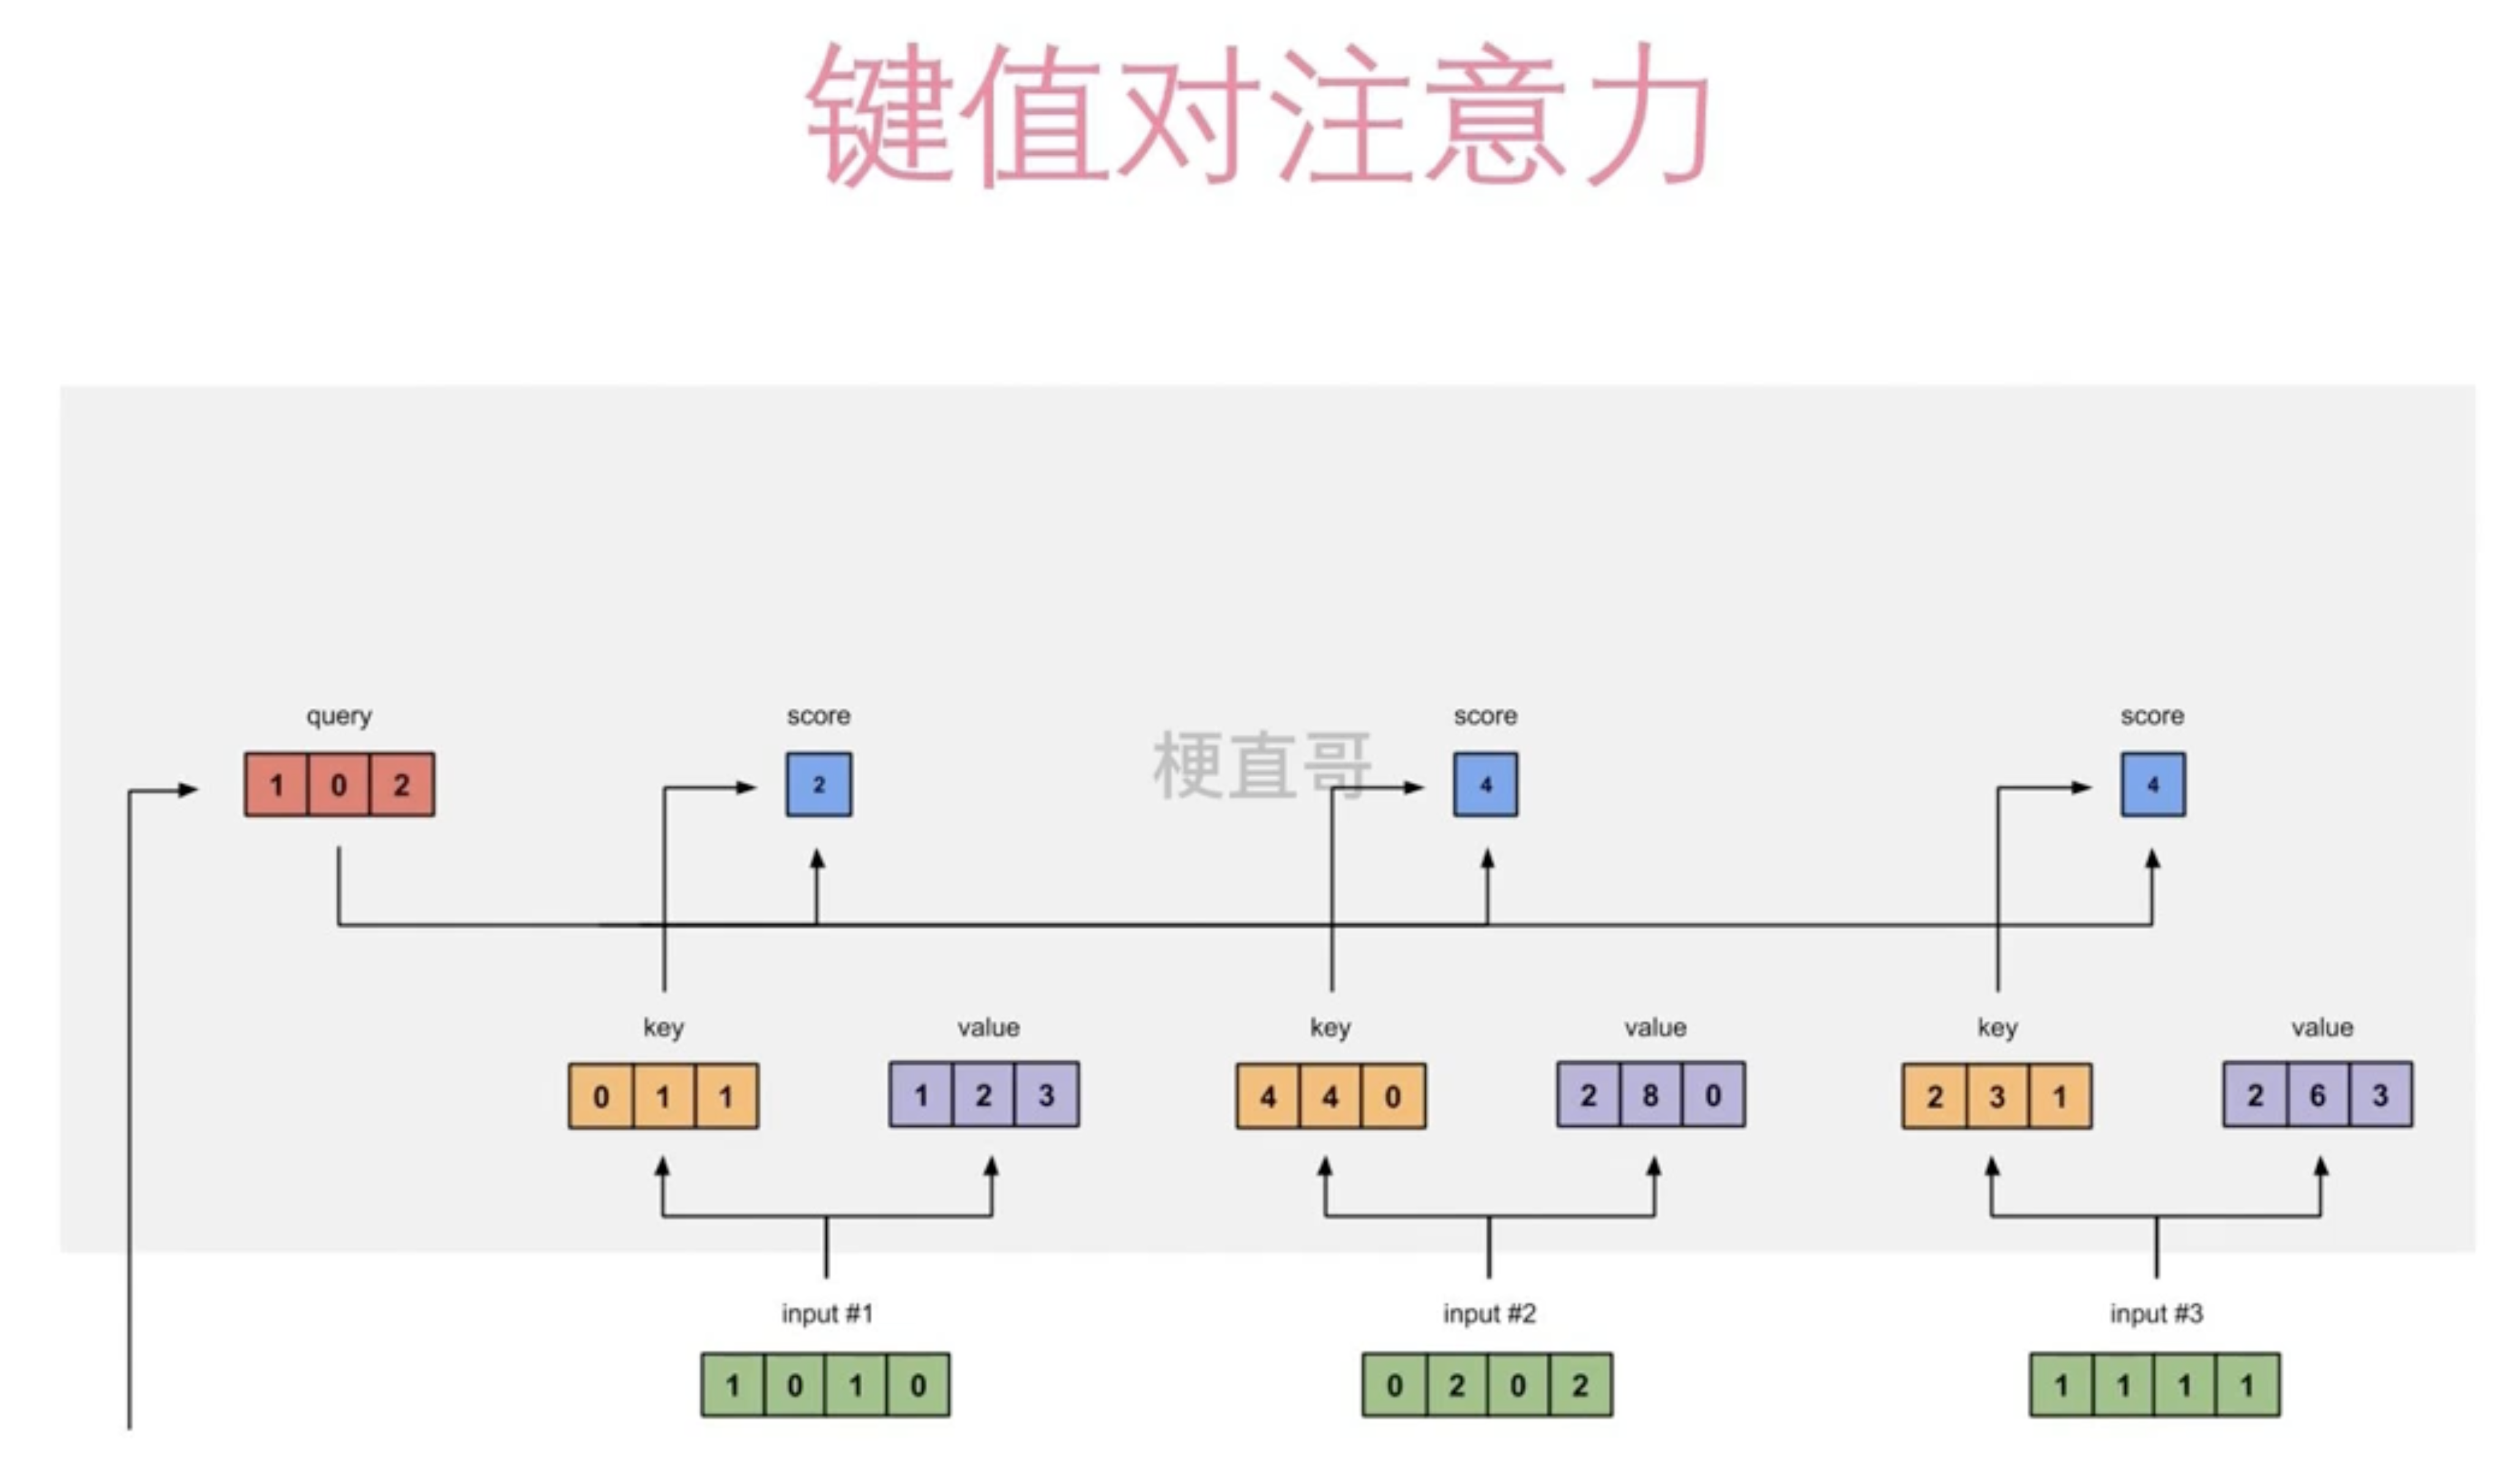 键值对注意力
query score score score
1 0 2 2 4 4
梗直哥
key value key value key value
0 1 1 1 2 3 4 4 0 2 8 0 2 3 1 2 6 3
input #1 input #2 input #3
1 0 1 0 0 2 0 2 1 1 1 1